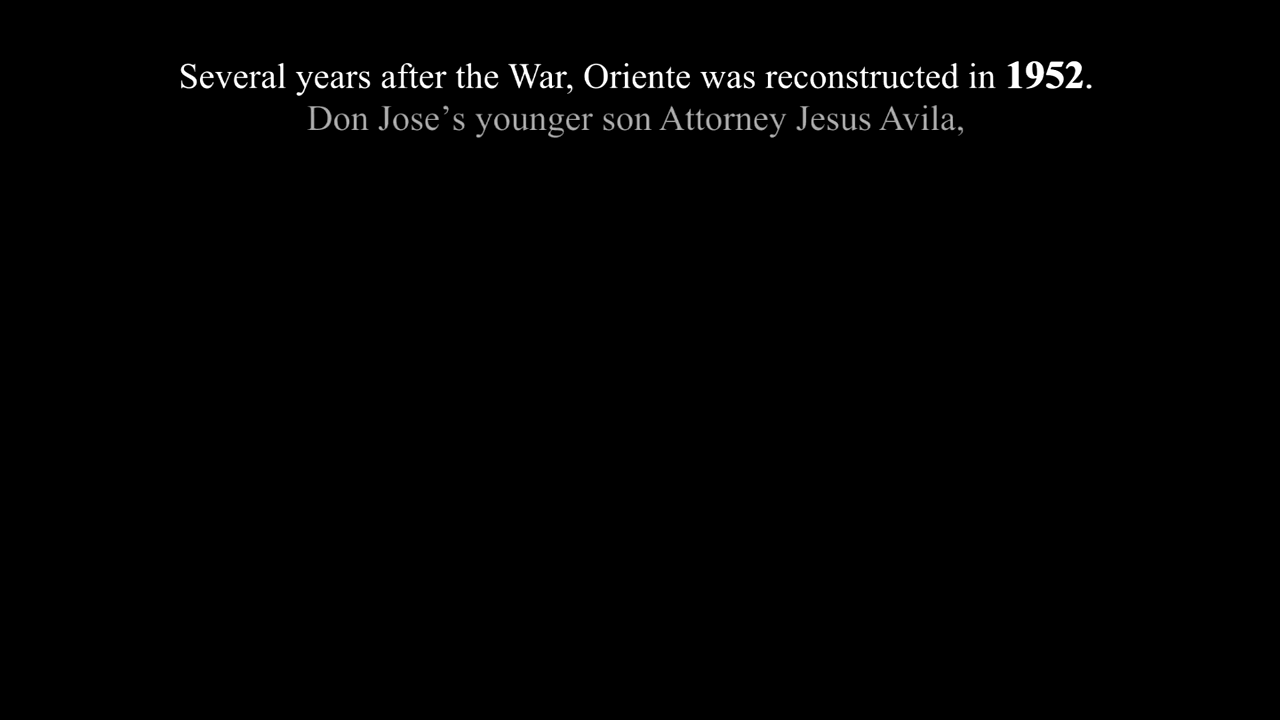 Several years after the War, Oriente was reconstructed in 1952.
Don Jose’s younger son Attorney Jesus Avila,